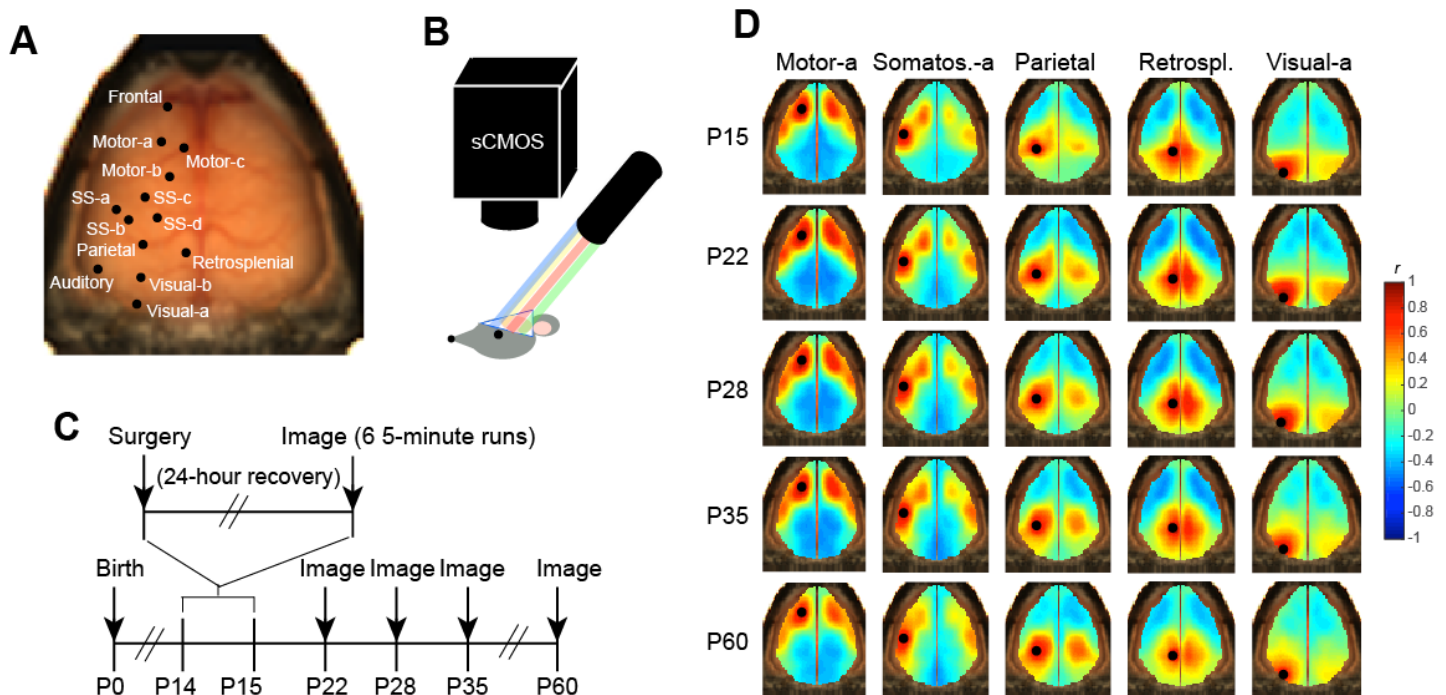 A
Frontal
Motor-a
Motor-c
Motor-b
SS-a
SS-c
SS-b
SS-d
Parietal
Retrosplenial
Auditory
Visual-b
Visual-a
B
sCMOS
C
Surgery
Image (6 5-minute runs)
(24-hour recovery)
Birth
Image Image Image
Image
P0
P14
P15
P22
P28
P35
P60
D
Motor-a
Somatos.-a
Parietal
Retrospl.
Visual-a
P15
P22
P28
P35
P60
r
1
0.8
0.6
0.4
0.2
0
-0.2
-0.4
-0.6
-0.8
-1